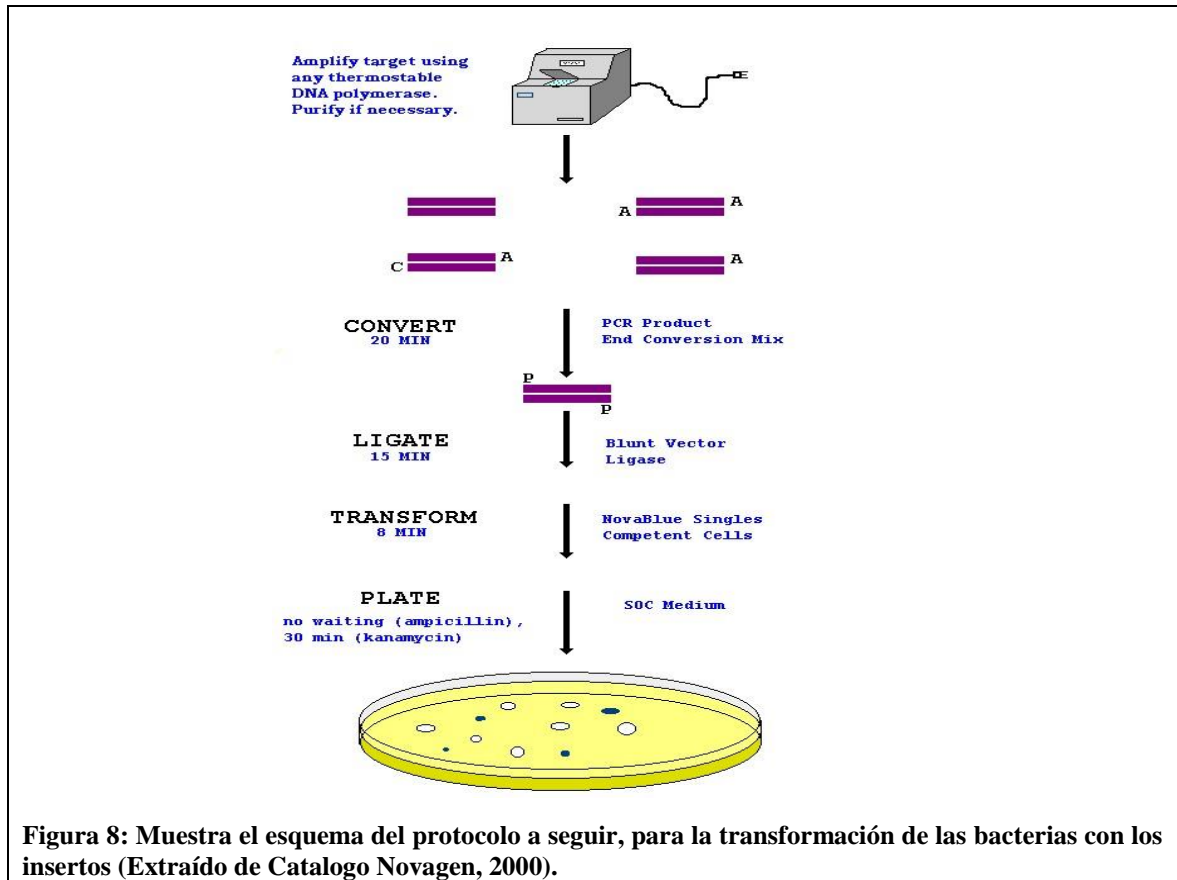 Amplify target using
any thermostable
DNA polymerase.
Purify if necessary.
A
A
C
A
A
CONVERT
20 MIN
PCR Product
End Conversion Mix
P
P
LIGATE
15 MIN
Blunt Vector
Ligase
TRANSFORM
8 MIN
NovaBlue Singles
Competent Cells
PLATE
no waiting (ampicillin),
30 min (kanamycin)
SOC Medium
Figura 8: Muestra el esquema del protocolo a seguir, para la transformación de las bacterias con los
insertos (Extraído de Catalogo Novagen, 2000).